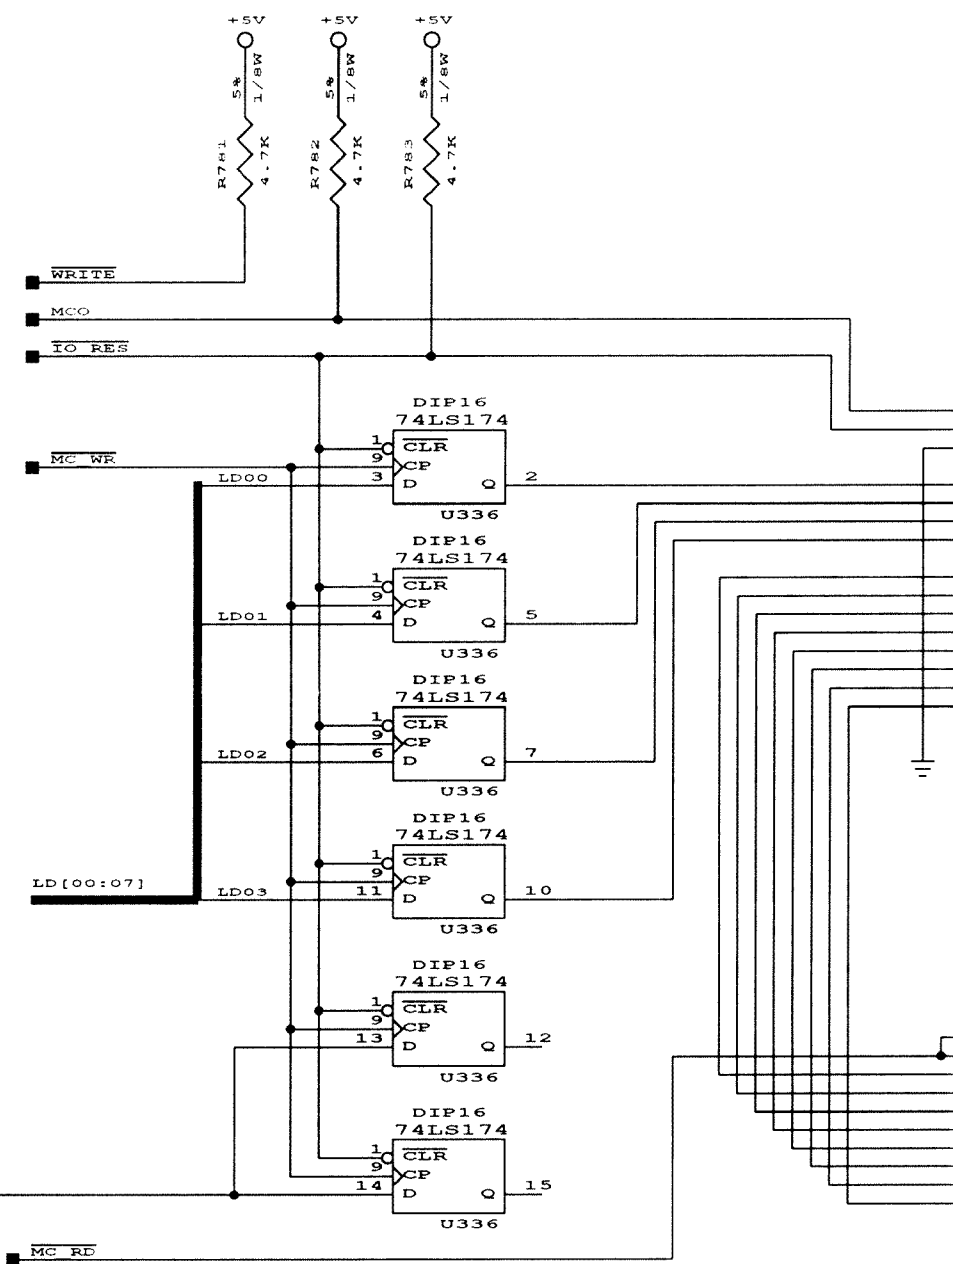 +5V +5V +5V
5% 1/8W 5% 1/8W 5% 1/8W
R781 4.7K R782 4.7K R783 4.7K
WRITE
MCO
IO RES
DIP16
74LS174
1 CLR
MC WR 9 CP
LD00 3 D Q 2
U336
DIP16
74LS174
1 CLR
9 CP
LD01 4 D Q 5
U336
DIP16
74LS174
1 CLR
9 CP
LD02 6 D Q 7
U336
DIP16
74LS174
1 CLR
9 CP
LD[00:07]
LD03 11 D Q 10
U336
DIP16
74LS174
1 CLR
9 CP
13 D Q 12
U336
DIP16
74LS174
1 CLR
9 CP
14 D Q 15
U336
MC RD